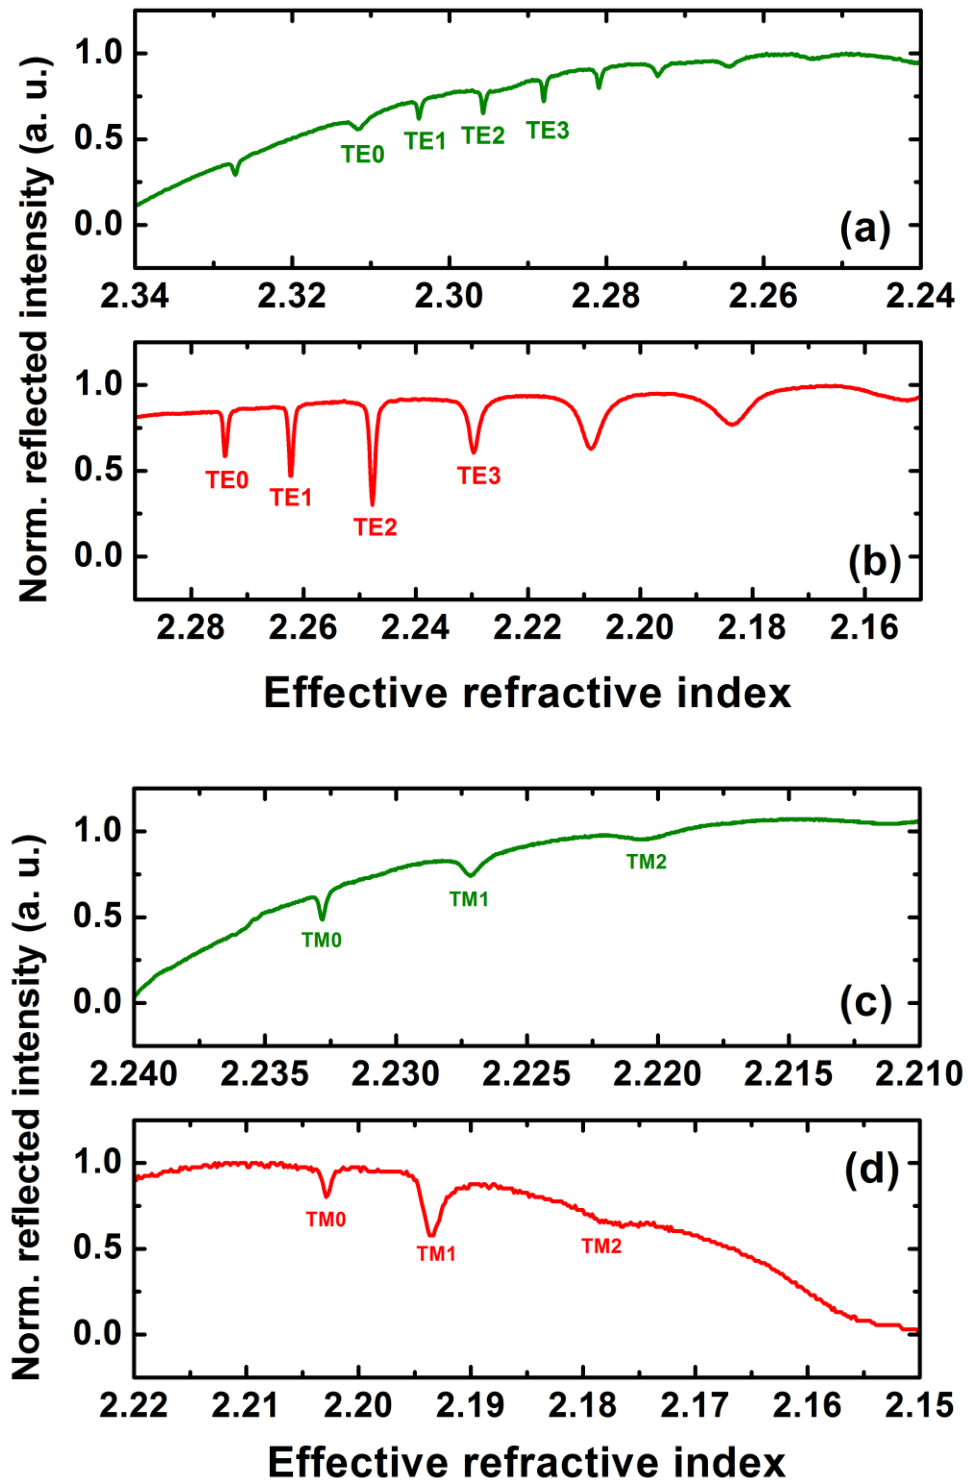 Norm. reflected intensity (a. u.)
1.0
0.5
0.0
TE0
TE1
TE2
TE3
(a)
2.34 2.32 2.30 2.28 2.26 2.24
1.0
0.5
0.0
TE0
TE1
TE2
TE3
(b)
2.28 2.26 2.24 2.22 2.20 2.18 2.16
Effective refractive index
Norm. reflected intensity (a. u.)
1.0
0.5
0.0
TM0
TM1
TM2
(c)
2.240 2.235 2.230 2.225 2.220 2.215 2.210
1.0
0.5
0.0
TM0
TM1
TM2
(d)
2.22 2.21 2.20 2.19 2.18 2.17 2.16 2.15
Effective refractive index